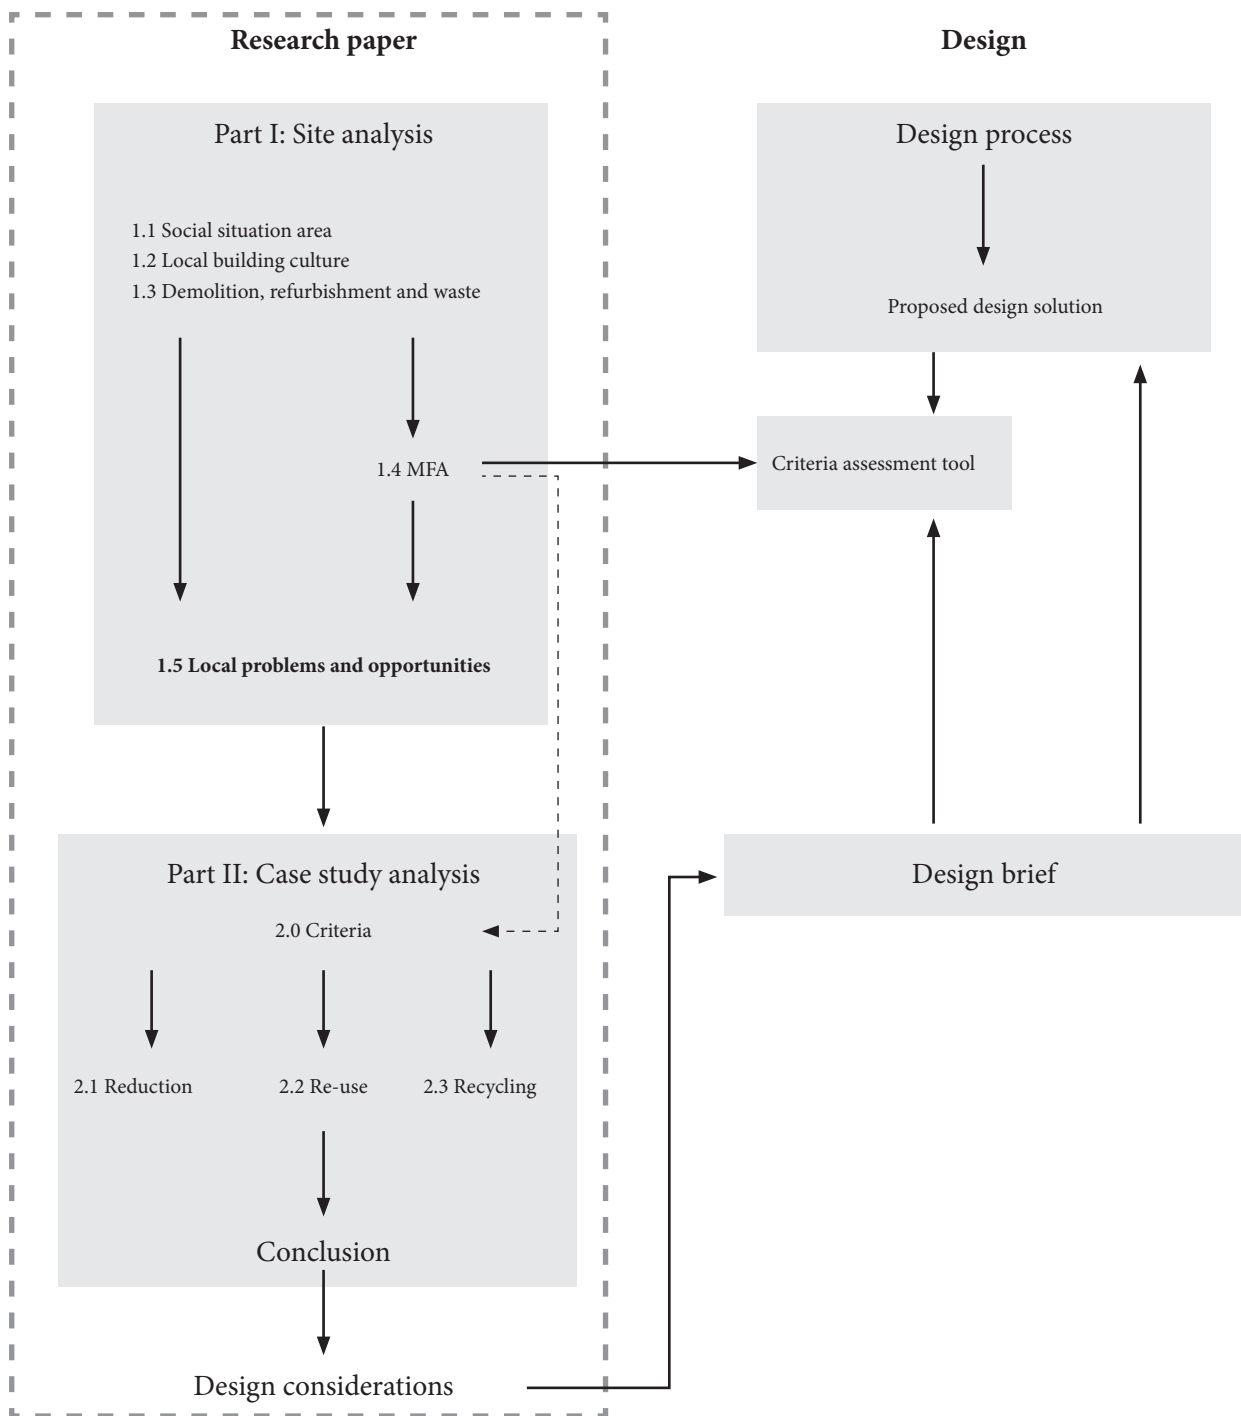 Research paper
Part I: Site analysis
1.1 Social situation area
1.2 Local building culture
1.3 Demolition, refurbishment and waste
1.4 MFA
1.5 Local problems and opportunities
Part II: Case study analysis
2.0 Criteria
2.1 Reduction
2.2 Re-use
2.3 Recycling
Conclusion
Design considerations
Design
Design process
Proposed design solution
Criteria assessment tool
Design brief